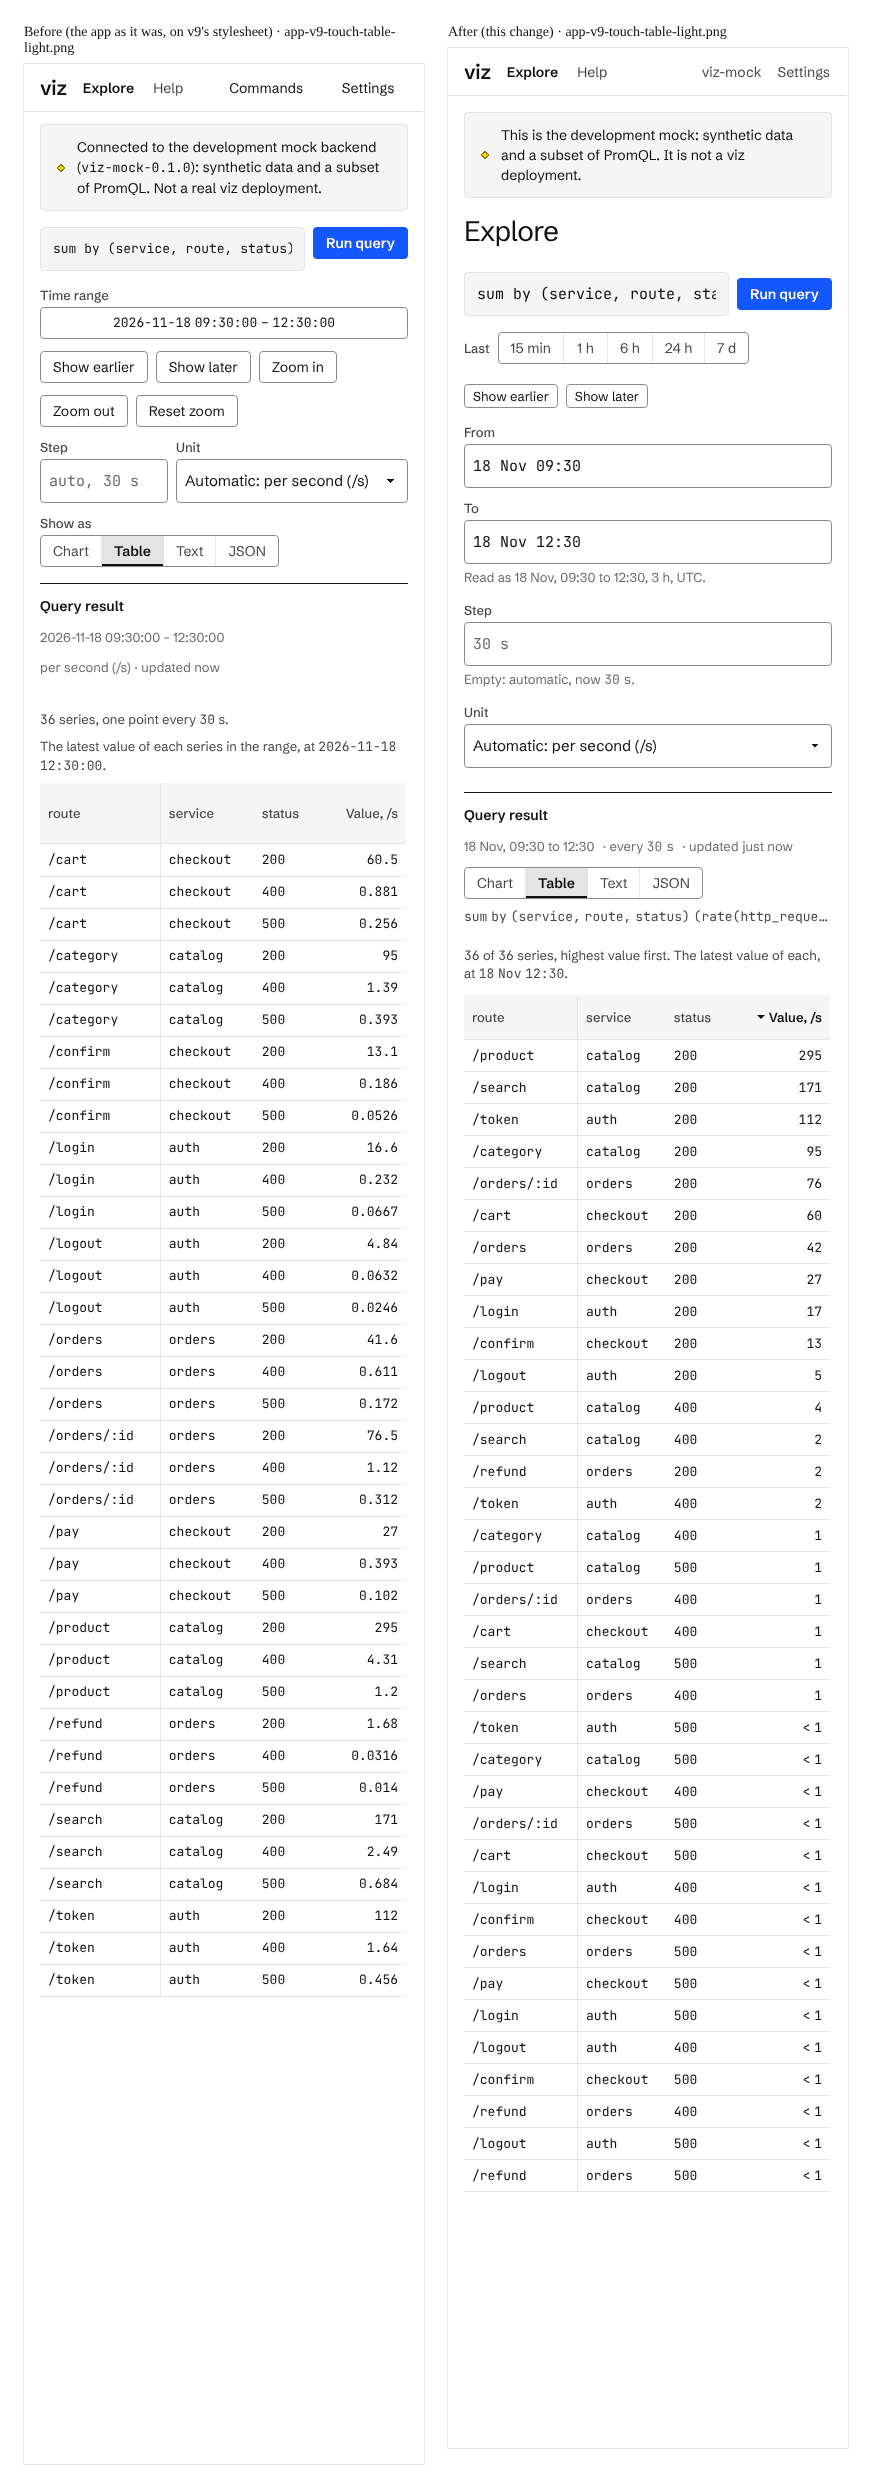 Before (the app as it was, on v9's stylesheet) · app-v9-touch-table-
light.png
viz Explore Help Commands Settings
Connected to the development mock backend
(viz-mock-0.1.0): synthetic data and a subset
of PromQL. Not a real viz deployment.
sum by (service, route, status)
Run query
Time range
2026-11-18 09:30:00 – 12:30:00
Show earlier Show later Zoom in
Zoom out Reset zoom
Step Unit
auto, 30 s Automatic: per second (/s)
Show as
Chart Table Text JSON
Query result
2026-11-18 09:30:00 – 12:30:00
per second (/s) · updated now
36 series, one point every 30 s.
The latest value of each series in the range, at 2026-11-18
12:30:00.
route service status Value, /s
/cart checkout 200 60.5
/cart checkout 400 0.881
/cart checkout 500 0.256
/category catalog 200 95
/category catalog 400 1.39
/category catalog 500 0.393
/confirm checkout 200 13.1
/confirm checkout 400 0.186
/confirm checkout 500 0.0526
/login auth 200 16.6
/login auth 400 0.232
/login auth 500 0.0667
/logout auth 200 4.84
/logout auth 400 0.0632
/logout auth 500 0.0246
/orders orders 200 41.6
/orders orders 400 0.611
/orders orders 500 0.172
/orders/:id orders 200 76.5
/orders/:id orders 400 1.12
/orders/:id orders 500 0.312
/pay checkout 200 27
/pay checkout 400 0.393
/pay checkout 500 0.102
/product catalog 200 295
/product catalog 400 4.31
/product catalog 500 1.2
/refund orders 200 1.68
/refund orders 400 0.0316
/refund orders 500 0.014
/search catalog 200 171
/search catalog 400 2.49
/search catalog 500 0.684
/token auth 200 112
/token auth 400 1.64
/token auth 500 0.456
After (this change) · app-v9-touch-table-light.png
viz Explore Help viz-mock Settings
This is the development mock: synthetic data
and a subset of PromQL. It is not a viz
deployment.
Explore
sum by (service, route, sta
Run query
Last 15 min 1 h 6 h 24 h 7 d
Show earlier Show later
From
18 Nov 09:30
To
18 Nov 12:30
Read as 18 Nov, 09:30 to 12:30, 3 h, UTC.
Step
30 s
Empty: automatic, now 30 s.
Unit
Automatic: per second (/s)
Query result
18 Nov, 09:30 to 12:30 · every 30 s · updated just now
Chart Table Text JSON
sum by (service, route, status) (rate(http_reque…
36 of 36 series, highest value first. The latest value of each,
at 18 Nov 12:30.
route service status Value, /s
/product catalog 200 295
/search catalog 200 171
/token auth 200 112
/category catalog 200 95
/orders/:id orders 200 76
/cart checkout 200 60
/orders orders 200 42
/pay checkout 200 27
/login auth 200 17
/confirm checkout 200 13
/logout auth 200 5
/product catalog 400 4
/search catalog 400 2
/refund orders 200 2
/token auth 400 2
/category catalog 400 1
/product catalog 500 1
/orders/:id orders 400 1
/cart checkout 400 1
/search catalog 500 1
/orders orders 400 1
/token auth 500 < 1
/category catalog 500 < 1
/pay checkout 400 < 1
/orders/:id orders 500 < 1
/cart checkout 500 < 1
/login auth 400 < 1
/confirm checkout 400 < 1
/orders orders 500 < 1
/pay checkout 500 < 1
/login auth 500 < 1
/logout auth 400 < 1
/confirm checkout 500 < 1
/refund orders 400 < 1
/logout auth 500 < 1
/refund orders 500 < 1